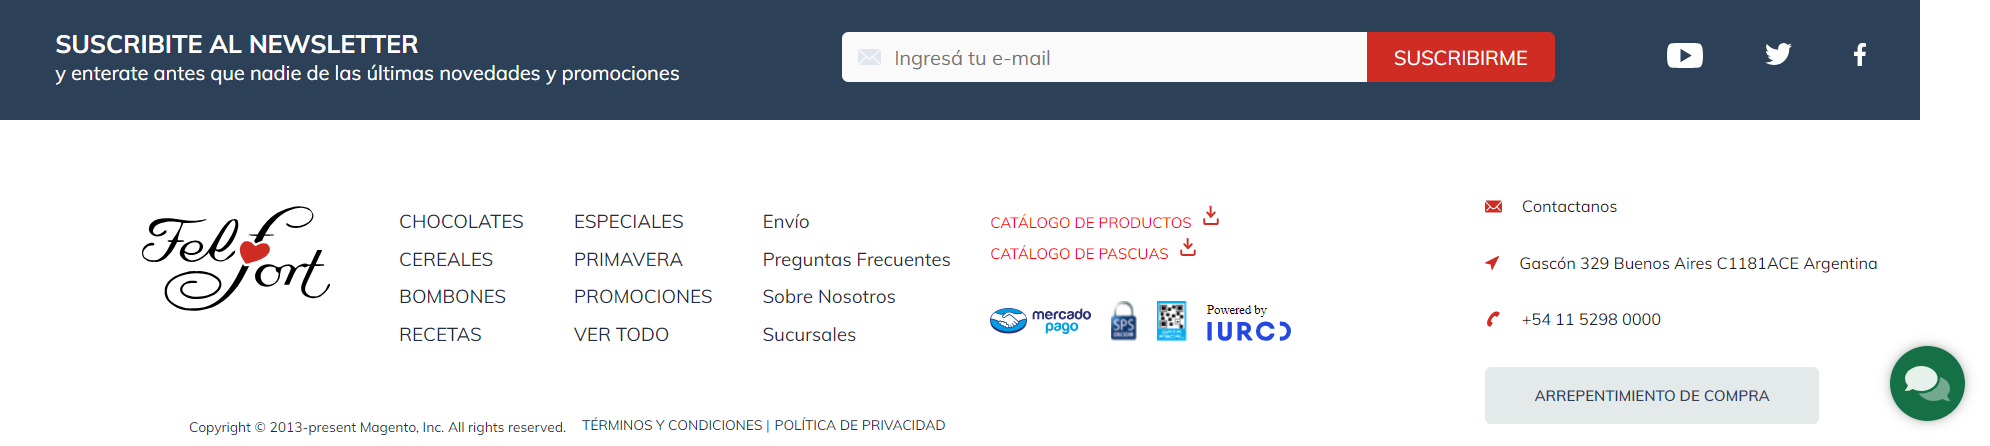 SUSCRIBITE AL NEWSLETTER
y enterate antes que nadie de las últimas novedades y promociones
Ingresá tu e-mail
SUSCRIBIRME
Fel fort
CHOCOLATES
CEREALES
BOMBONES
RECETAS
ESPECIALES
PRIMAVERA
PROMOCIONES
VER TODO
Envío
Preguntas Frecuentes
Sobre Nosotros
Sucursales
CATÁLOGO DE PRODUCTOS
CATÁLOGO DE PASCUAS
mercado
pago
SPS
Powered by
IURCO
Contactanos
Gascón 329 Buenos Aires C1181ACE Argentina
+54 11 5298 0000
ARREPENTIMIENTO DE COMPRA
Copyright © 2013-present Magento, Inc. All rights reserved.
TÉRMINOS Y CONDICIONES | POLÍTICA DE PRIVACIDAD